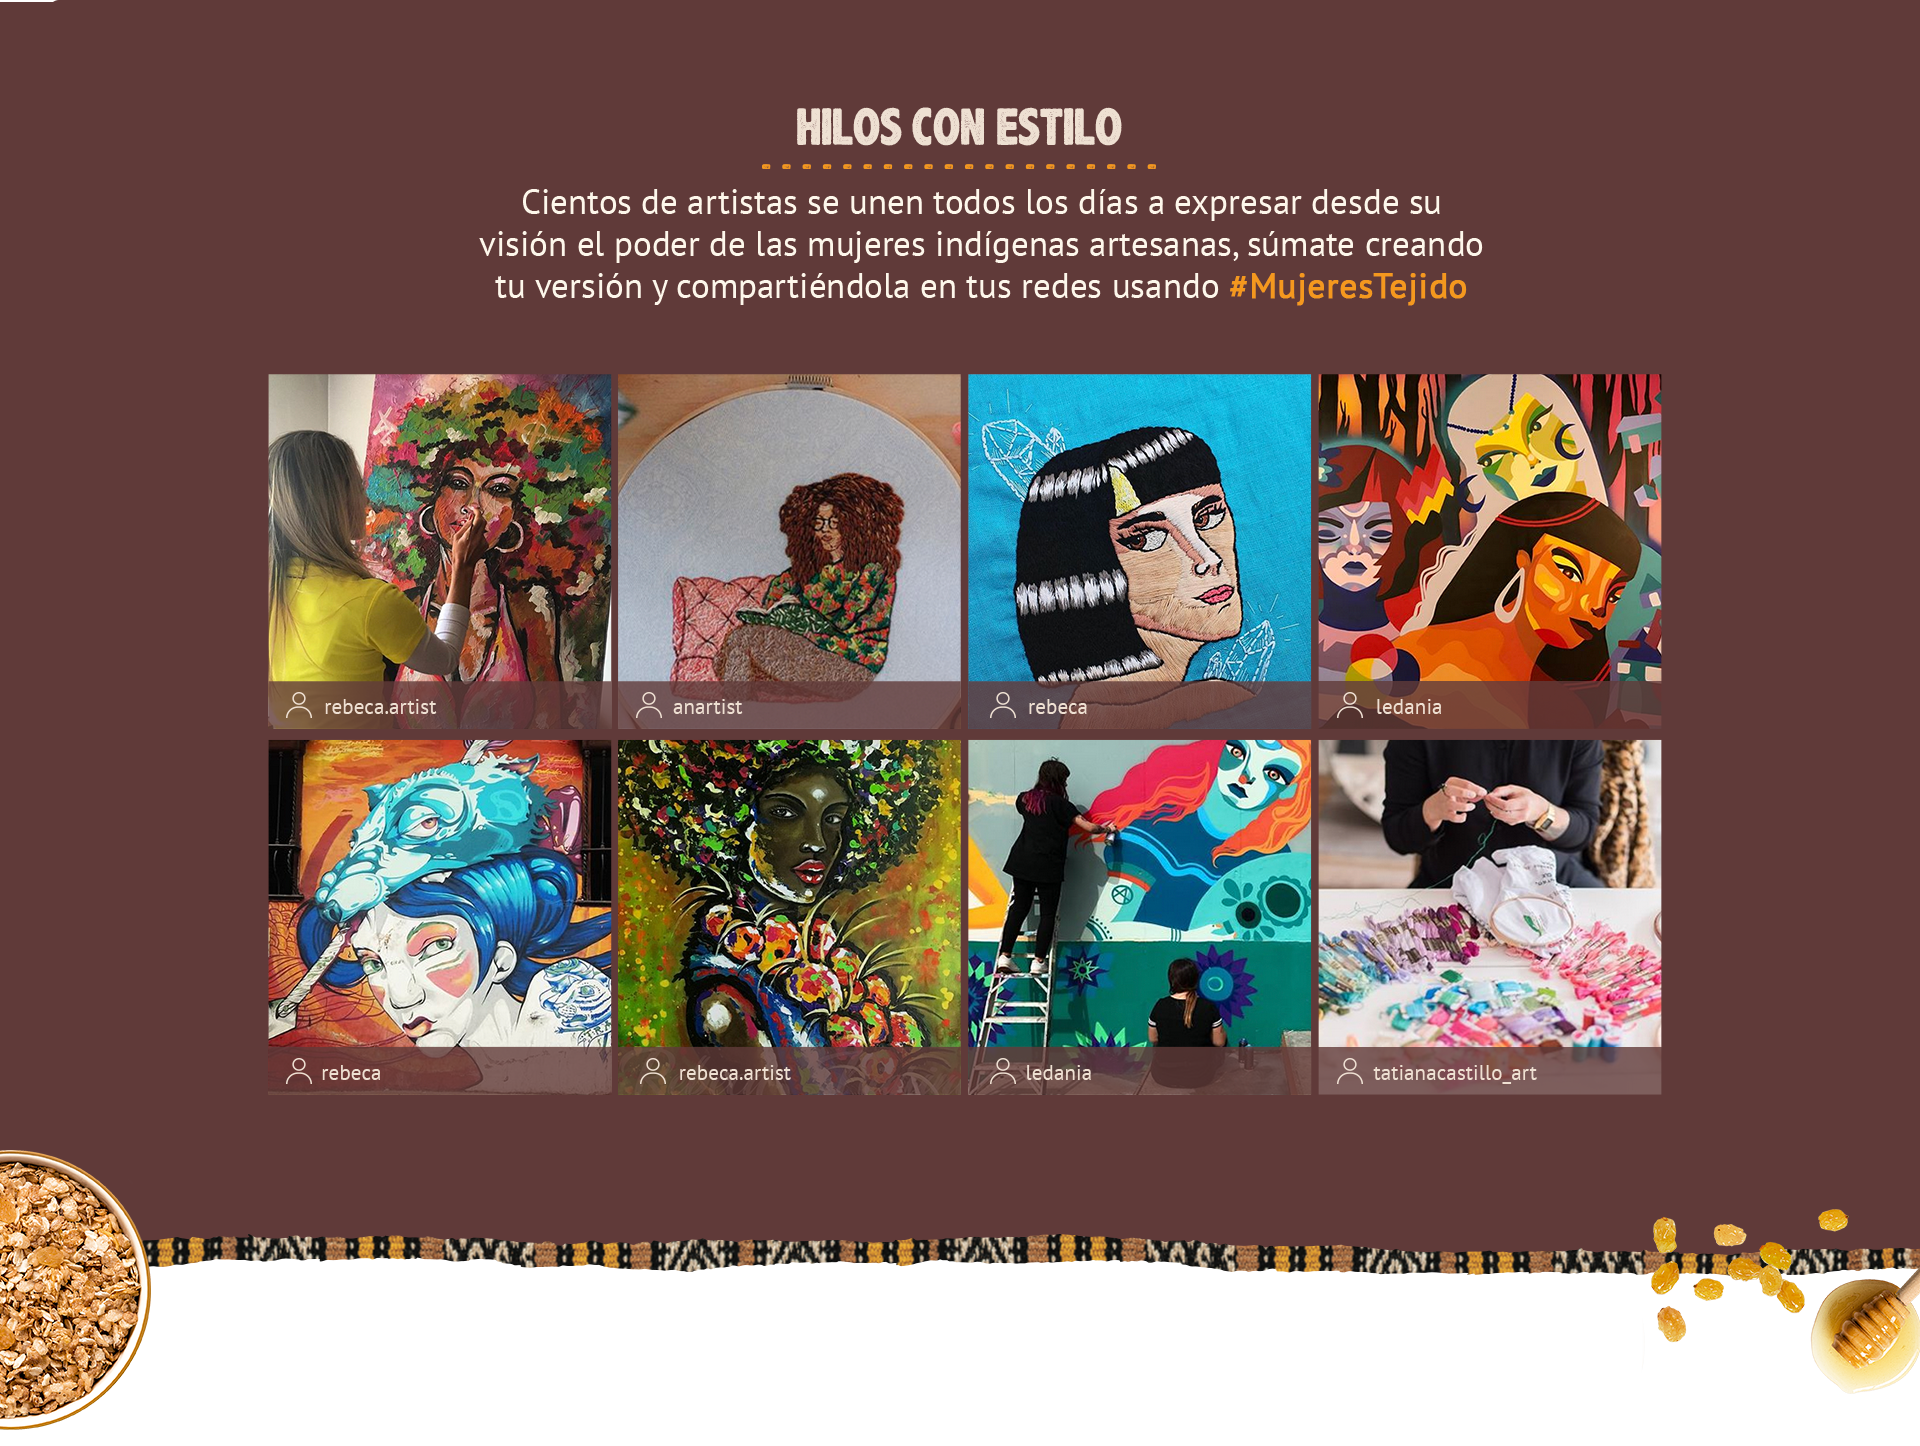 HILOS CON ESTILO
Cientos de artistas se unen todos los días a expresar desde su
visión el poder de las mujeres indígenas artesanas, súmate creando
tu versión y compartiéndola en tus redes usando #MujeresTejido
rebeca.artist
anartist
rebeca
ledania
rebeca
rebeca.artist
ledania
tatianacastillo_art